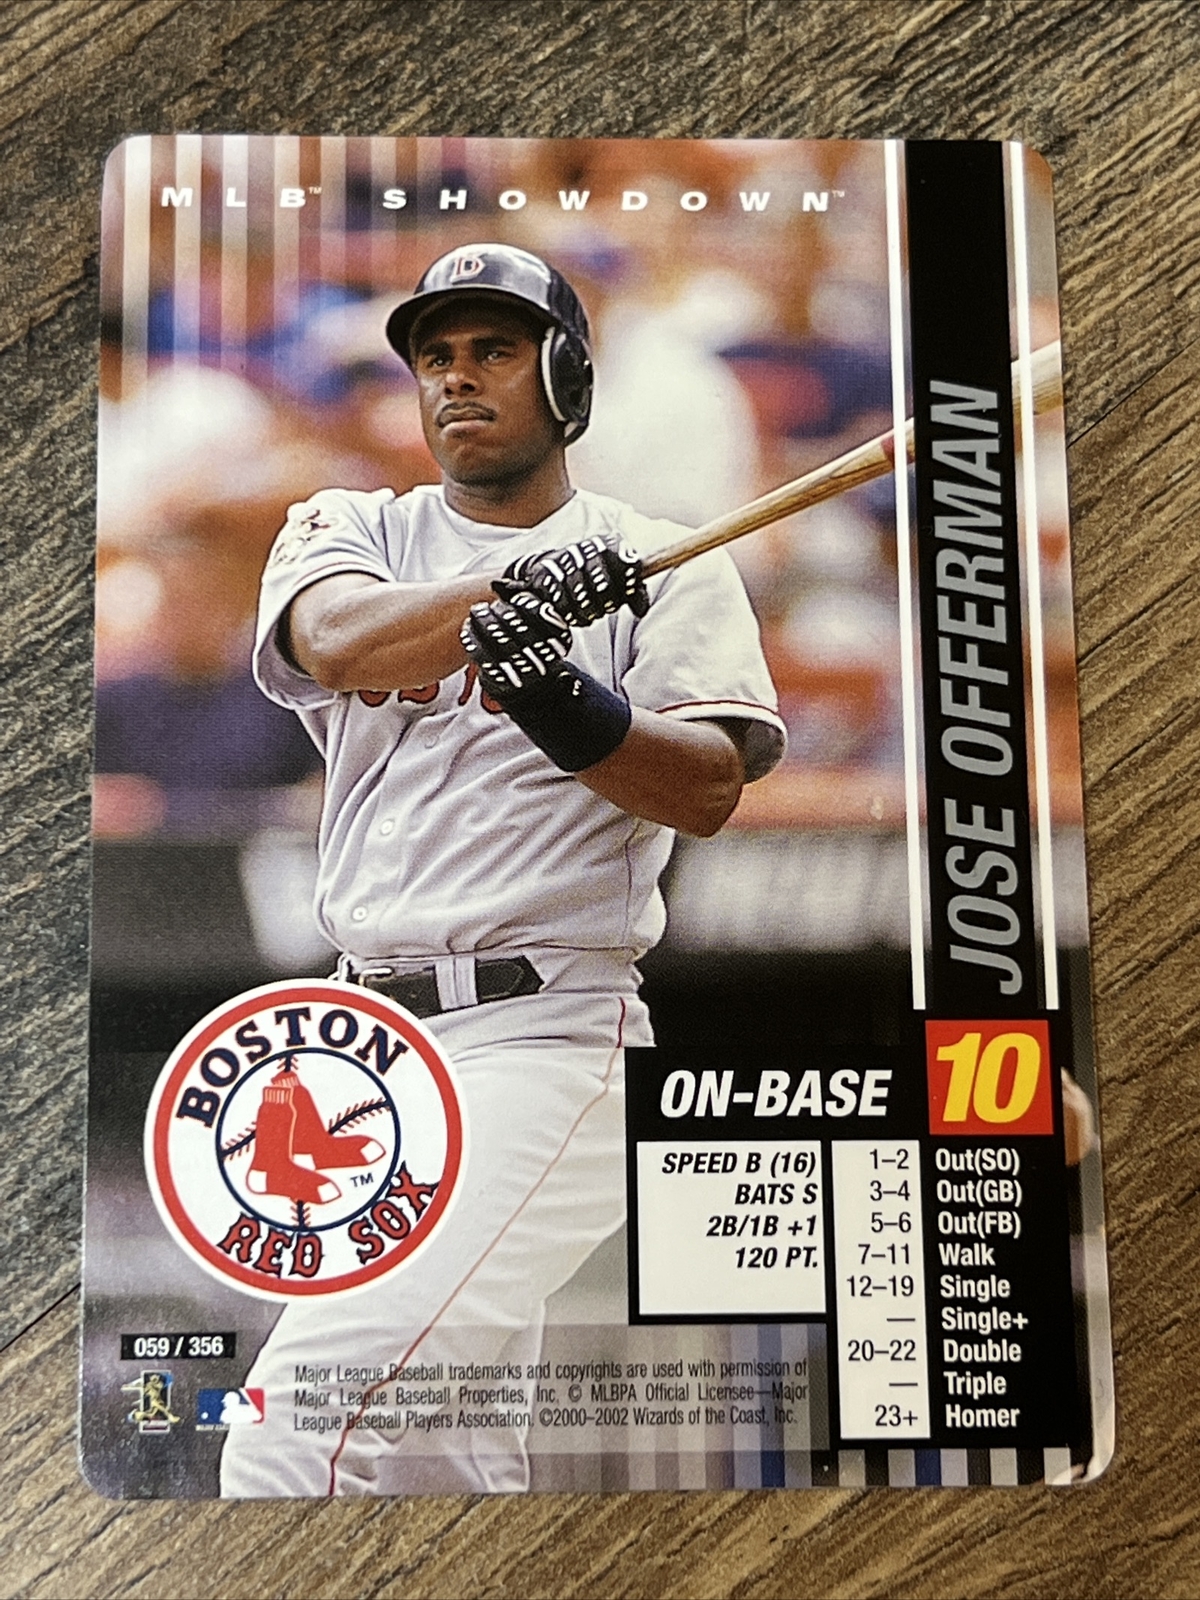 MLB™ SHOWDOWN™
B
JOSE OFFERMAN
BOSTON
RED SOX
TM
ON-BASE
10
SPEED B (16)
BATS S
2B/1B +1
120 PT.
1–2 Out(SO)
3–4 Out(GB)
5–6 Out(FB)
7–11 Walk
12–19 Single
— Single+
20–22 Double
— Triple
23+ Homer
059 / 356
Major League Baseball trademarks and copyrights are used with permission of
Major League Baseball Properties, Inc. © MLBPA Official Licensee—Major
League Baseball Players Association. ©2000–2002 Wizards of the Coast, Inc.